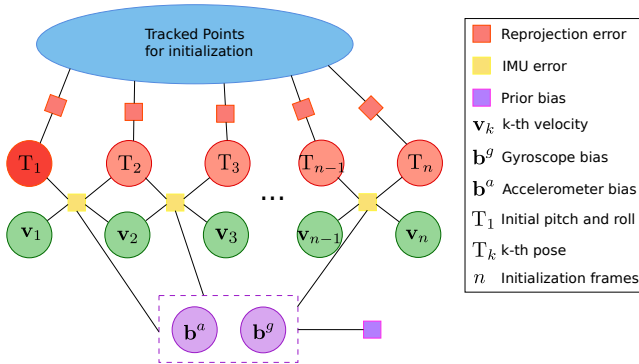 Tracked Points
for initialization
T₁ T₂ T₃ Tₙ₋₁ Tₙ
...
v₁ v₂ v₃ vₙ₋₁ vₙ
bᵃ bᵍ
Reprojection error
IMU error
Prior bias
vₖ k-th velocity
bᵍ Gyroscope bias
bᵃ Accelerometer bias
T₁ Initial pitch and roll
Tₖ k-th pose
n Initialization frames